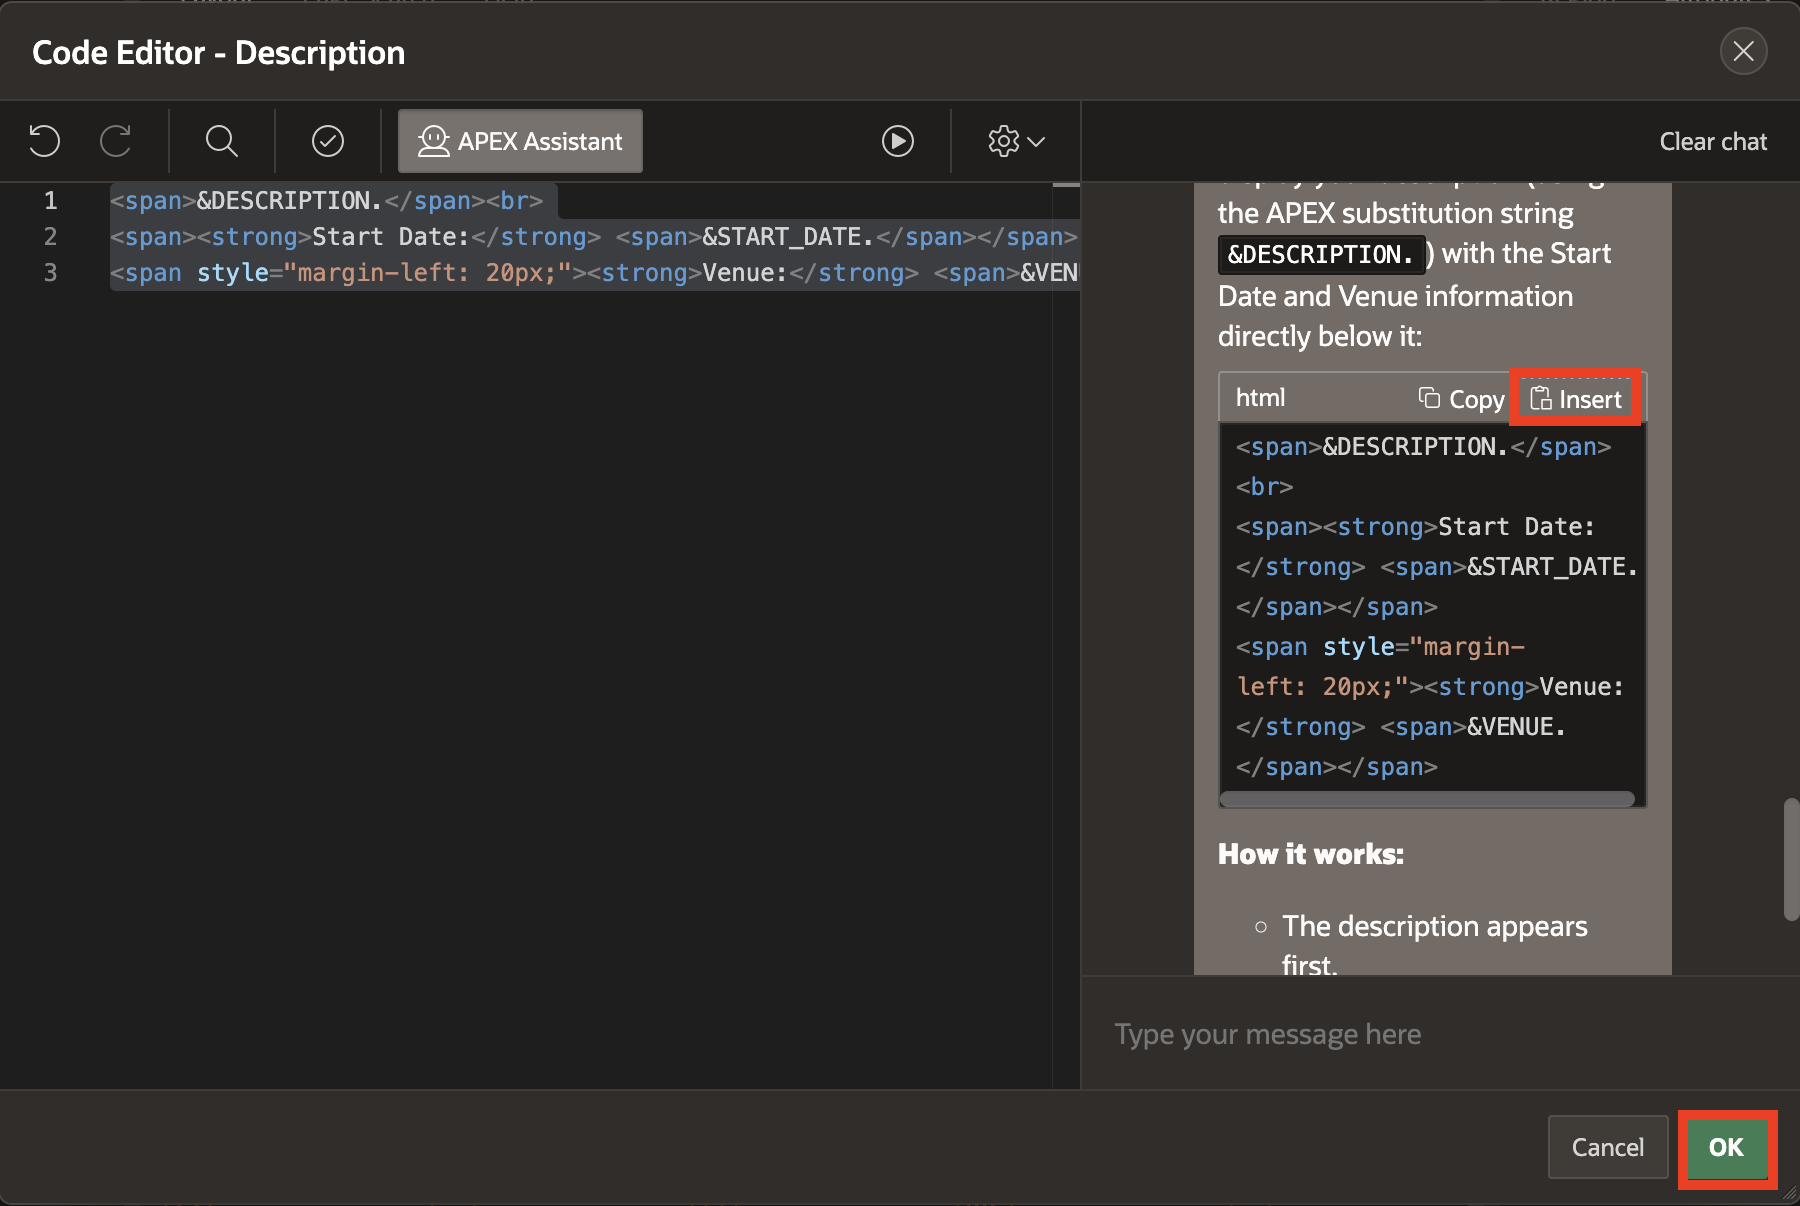 Code Editor - Description
APEX Assistant
Clear chat
1 <span>&DESCRIPTION.</span><br>
2 <span><strong>Start Date:</strong> <span>&START_DATE.</span></span>
3 <span style="margin-left: 20px;"><strong>Venue:</strong> <span>&VEN
the APEX substitution string
&DESCRIPTION. ) with the Start
Date and Venue information
directly below it:
html Copy Insert
<span>&DESCRIPTION.</span>
<br>
<span><strong>Start Date:
</strong> <span>&START_DATE.
</span></span>
<span style="margin-
left: 20px;"><strong>Venue:
</strong> <span>&VENUE.
</span></span>
How it works:
The description appears
first.
Type your message here
Cancel OK